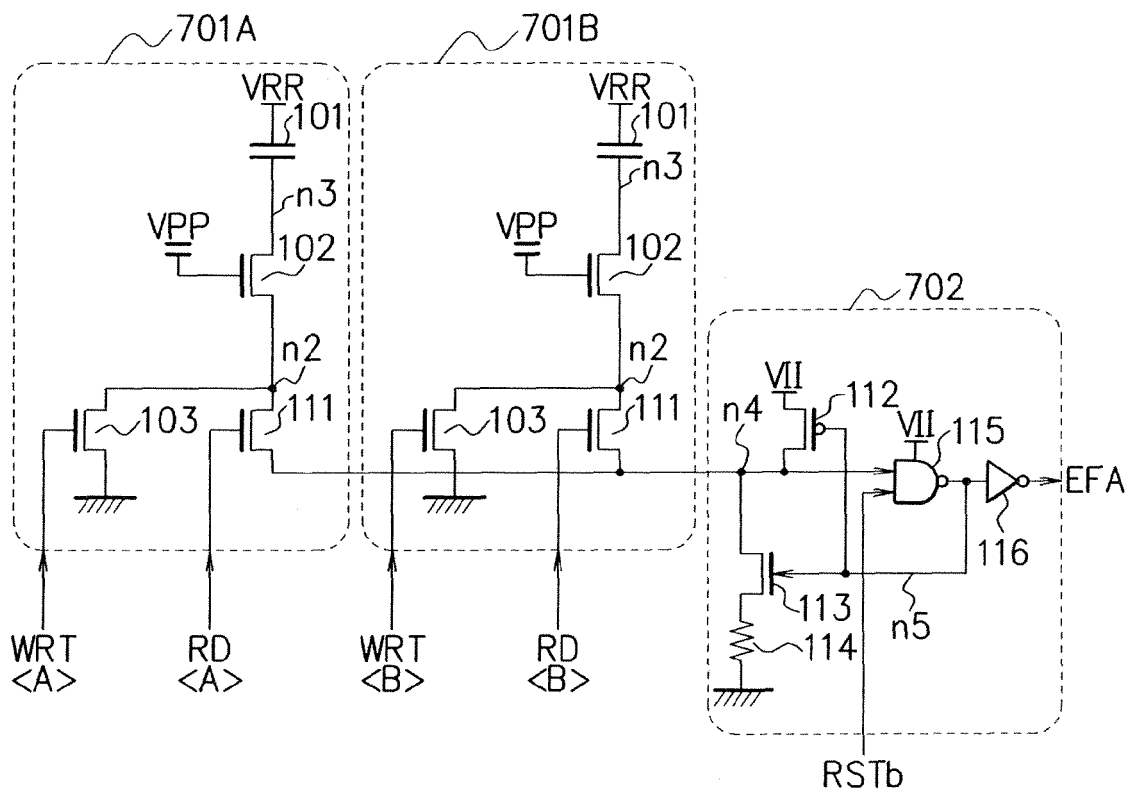 701A
701B
VRR
101
n3
VPP
102
n2
103
111
VRR
101
n3
VPP
102
n2
103
111
702
VII
112
n4
VII
115
EFA
116
113
n5
114
WRT
<A>
RD
<A>
WRT
<B>
RD
<B>
RSTb